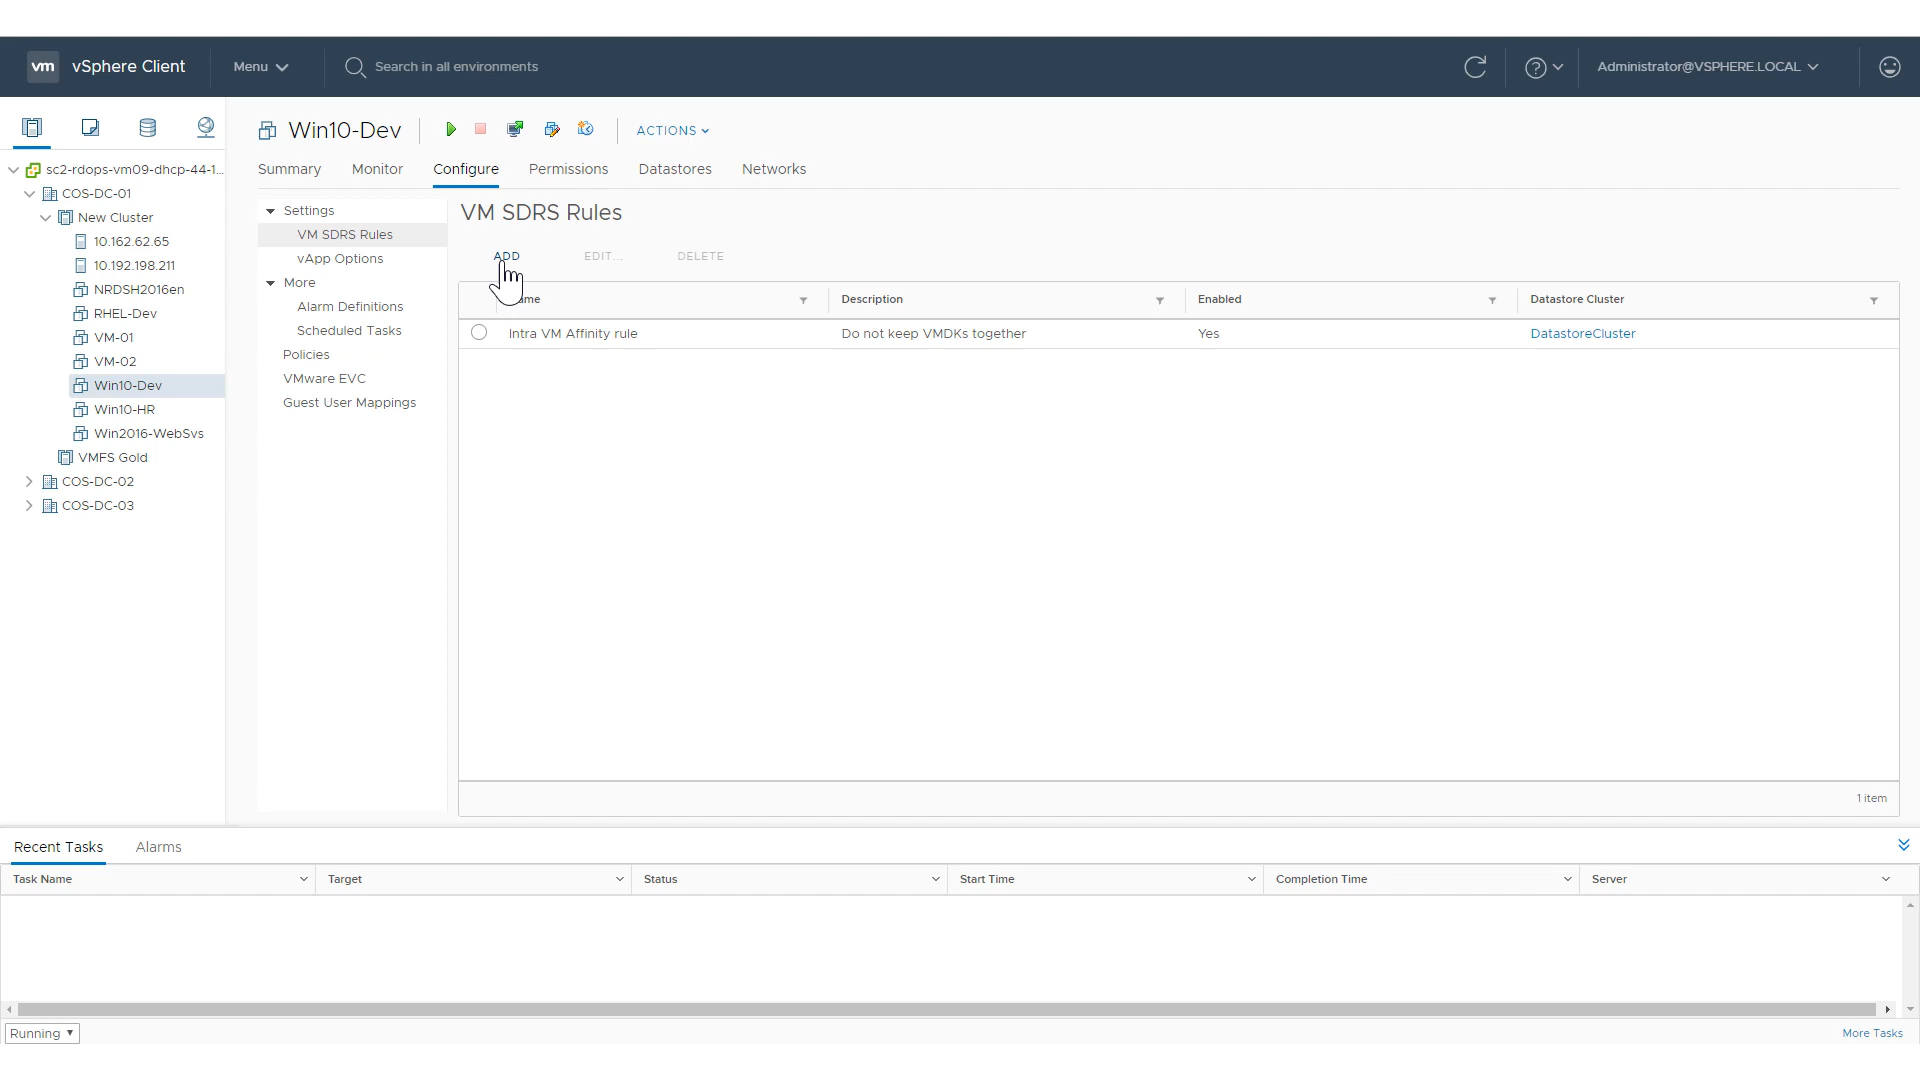 vm vSphere Client Menu Search in all environments Administrator@VSPHERE.LOCAL
Win10-Dev ACTIONS
Summary Monitor Configure Permissions Datastores Networks
sc2-rdops-vm09-dhcp-44-1...
COS-DC-01
New Cluster
10.162.62.65
10.192.198.211
NRDSH2016en
RHEL-Dev
VM-01
VM-02
Win10-Dev
Win10-HR
Win2016-WebSvs
VMFS Gold
COS-DC-02
COS-DC-03
Settings
VM SDRS Rules
vApp Options
More
Alarm Definitions
Scheduled Tasks
Policies
VMware EVC
Guest User Mappings
VM SDRS Rules
ADD EDIT... DELETE
Description Enabled Datastore Cluster
Intra VM Affinity rule Do not keep VMDKs together Yes DatastoreCluster
1 item
Recent Tasks Alarms
Task Name Target Status Start Time Completion Time Server
Running More Tasks